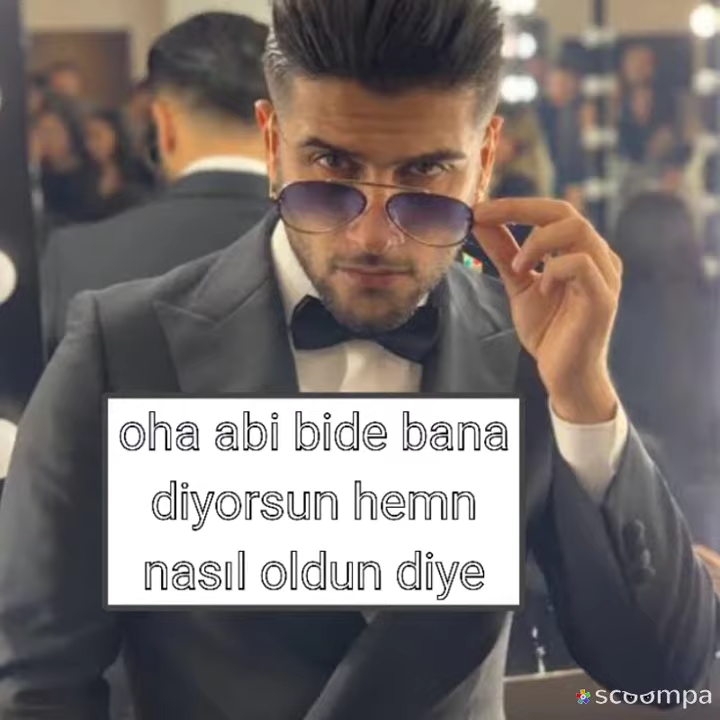 oha abi bide bana
diyorsun hemn
nasıl oldun diye
scoompa